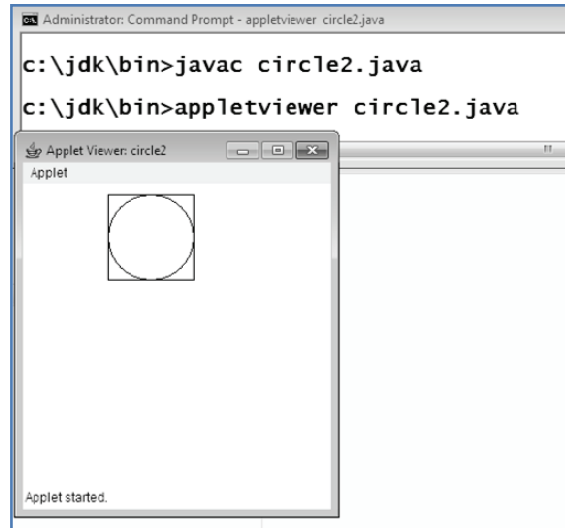 Administrator: Command Prompt - appletviewer circle2.java
c:\jdk\bin>javac circle2.java
c:\jdk\bin>appletviewer circle2.java
Applet Viewer: circle2
Applet
Applet started.